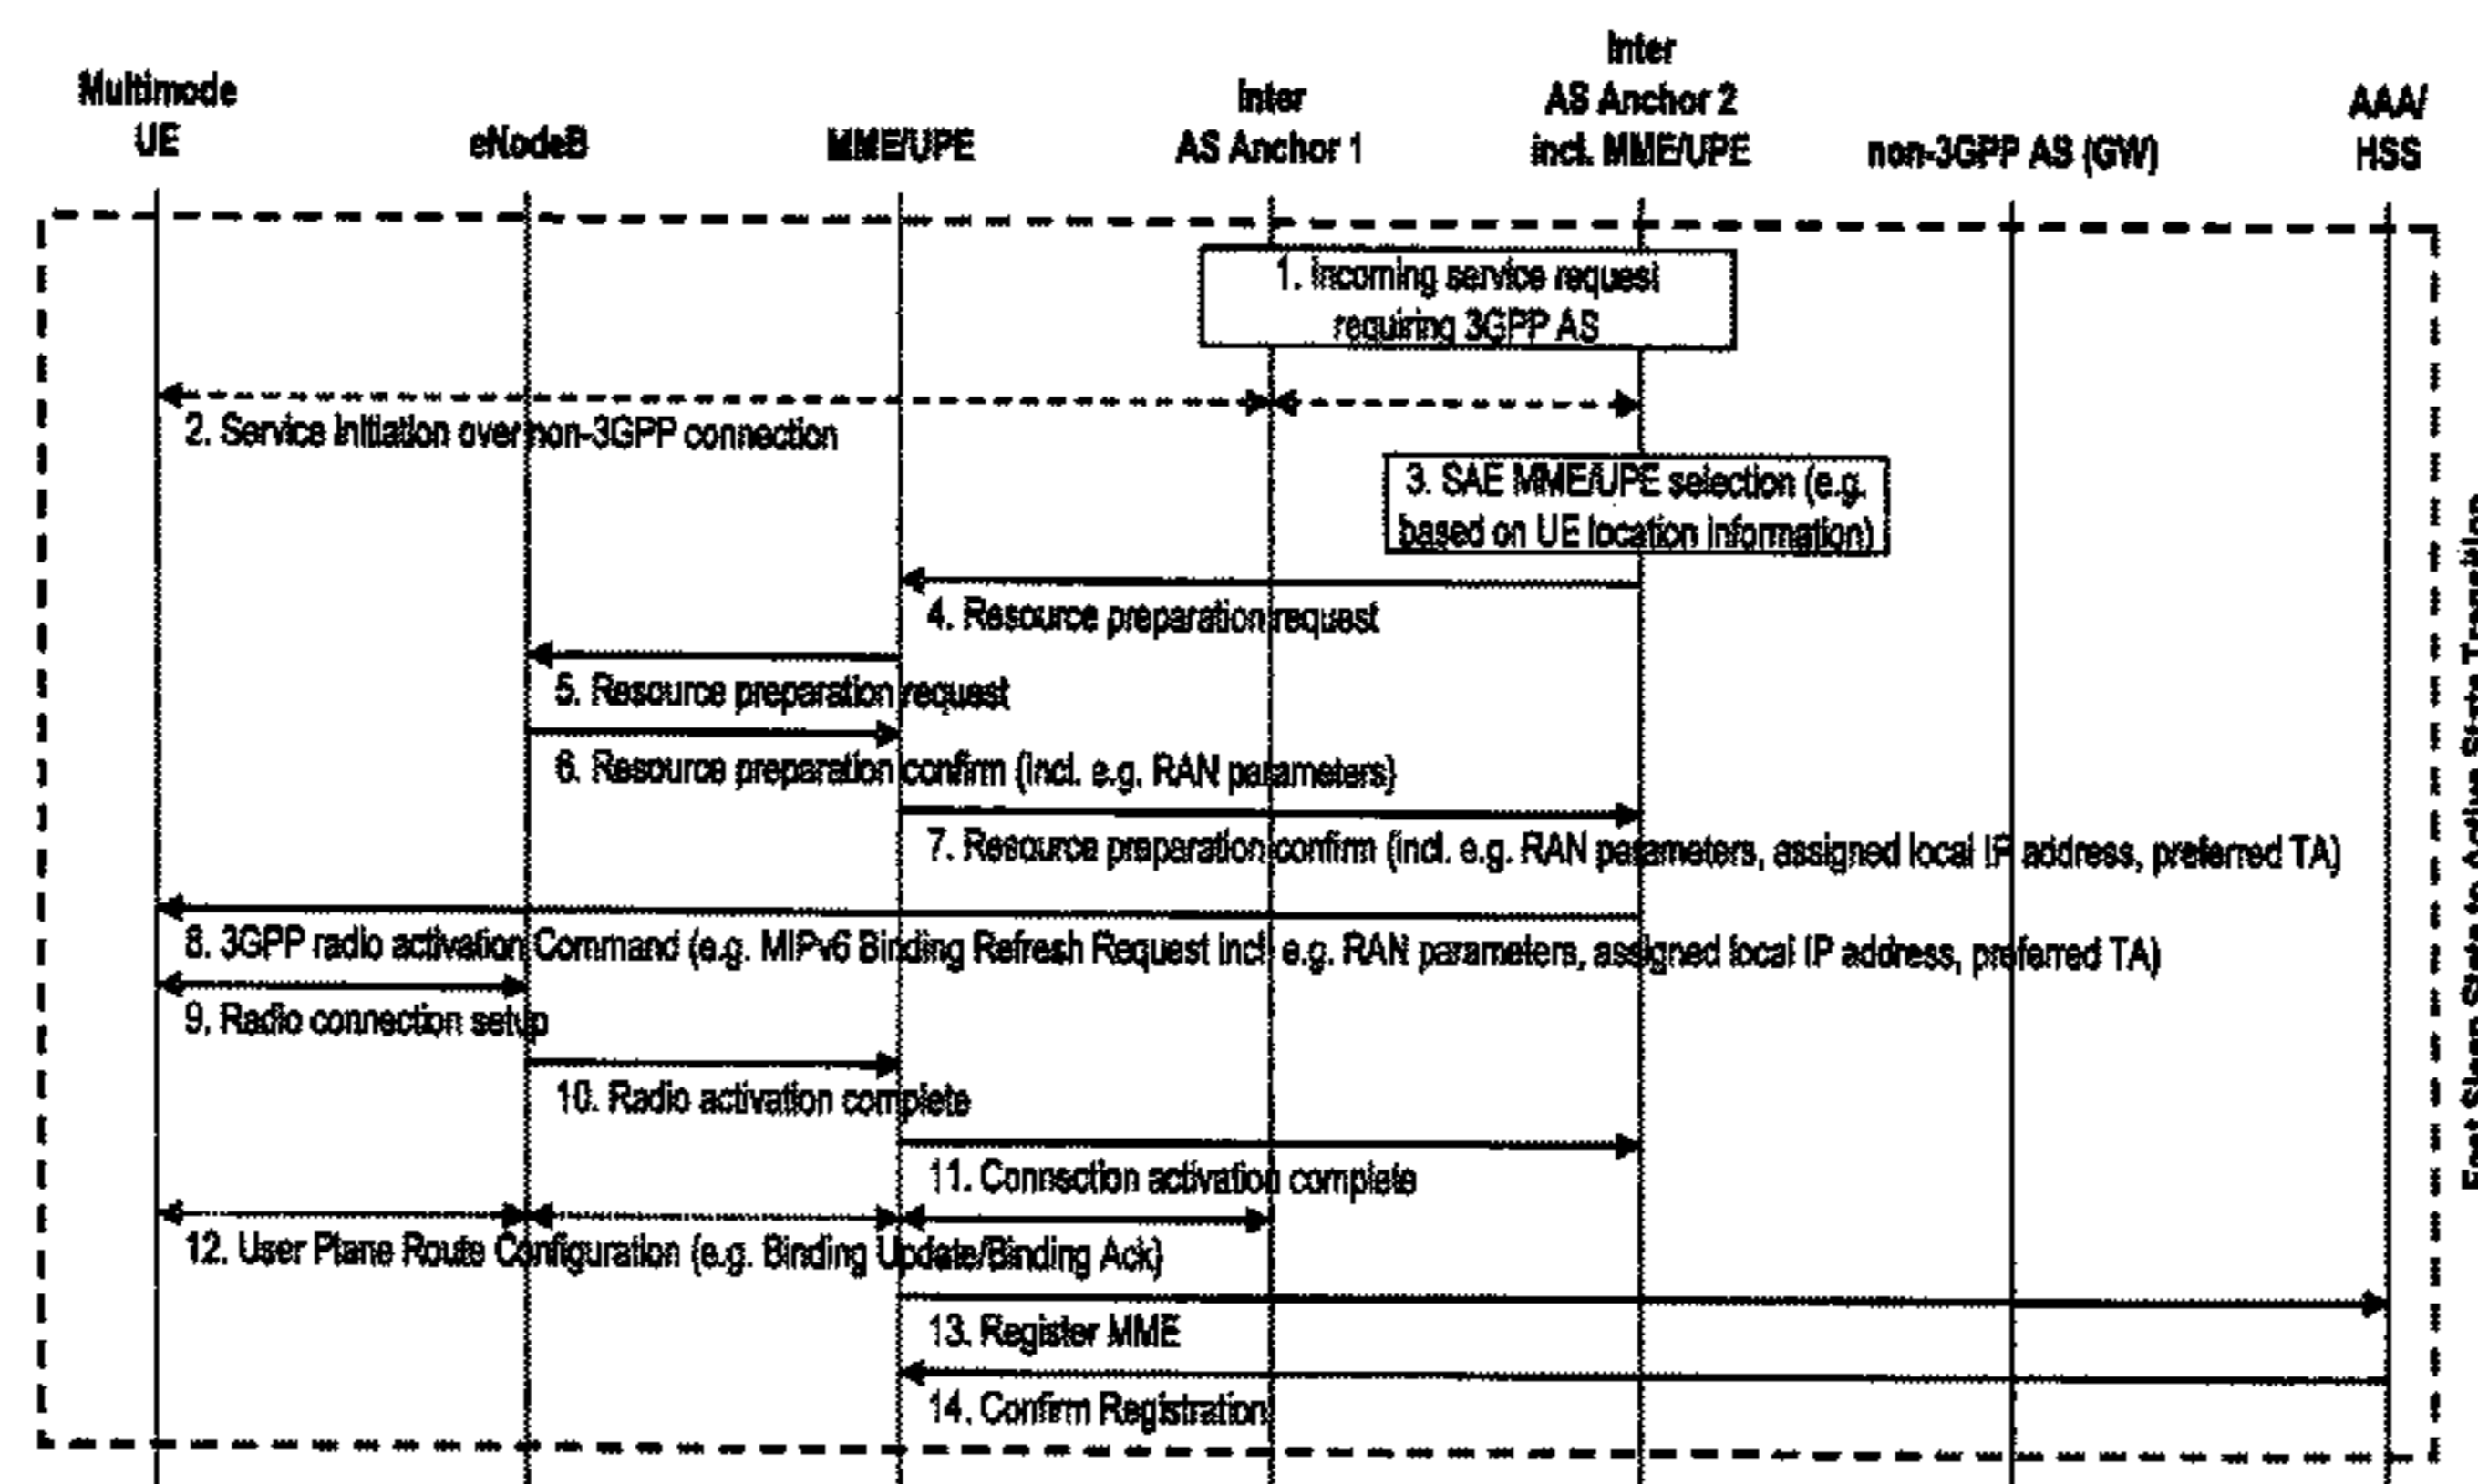 Multimode
UE
eNodeB
MME/UPE
Inter
AS Anchor 1
Inter
AS Anchor 2
incl. MME/UPE
non-3GPP AS (GW)
AAA/
HSS
1. Incoming service request
requiring 3GPP AS
2. Service Initiation over non-3GPP connection
3. SAE MME/UPE selection (e.g.
based on UE location information)
4. Resource preparation request
5. Resource preparation request
6. Resource preparation confirm (incl. e.g. RAN parameters)
7. Resource preparation confirm (incl. e.g. RAN parameters, assigned local IP address, preferred TA)
8. 3GPP radio activation Command (e.g. MIPv6 Binding Refresh Request incl. e.g. RAN parameters, assigned local IP address, preferred TA)
9. Radio connection setup
10. Radio activation complete
11. Connection activation complete
12. User Plane Route Configuration (e.g. Binding Update/Binding Ack)
13. Register MME
14. Confirm Registration
State to Active State Transition